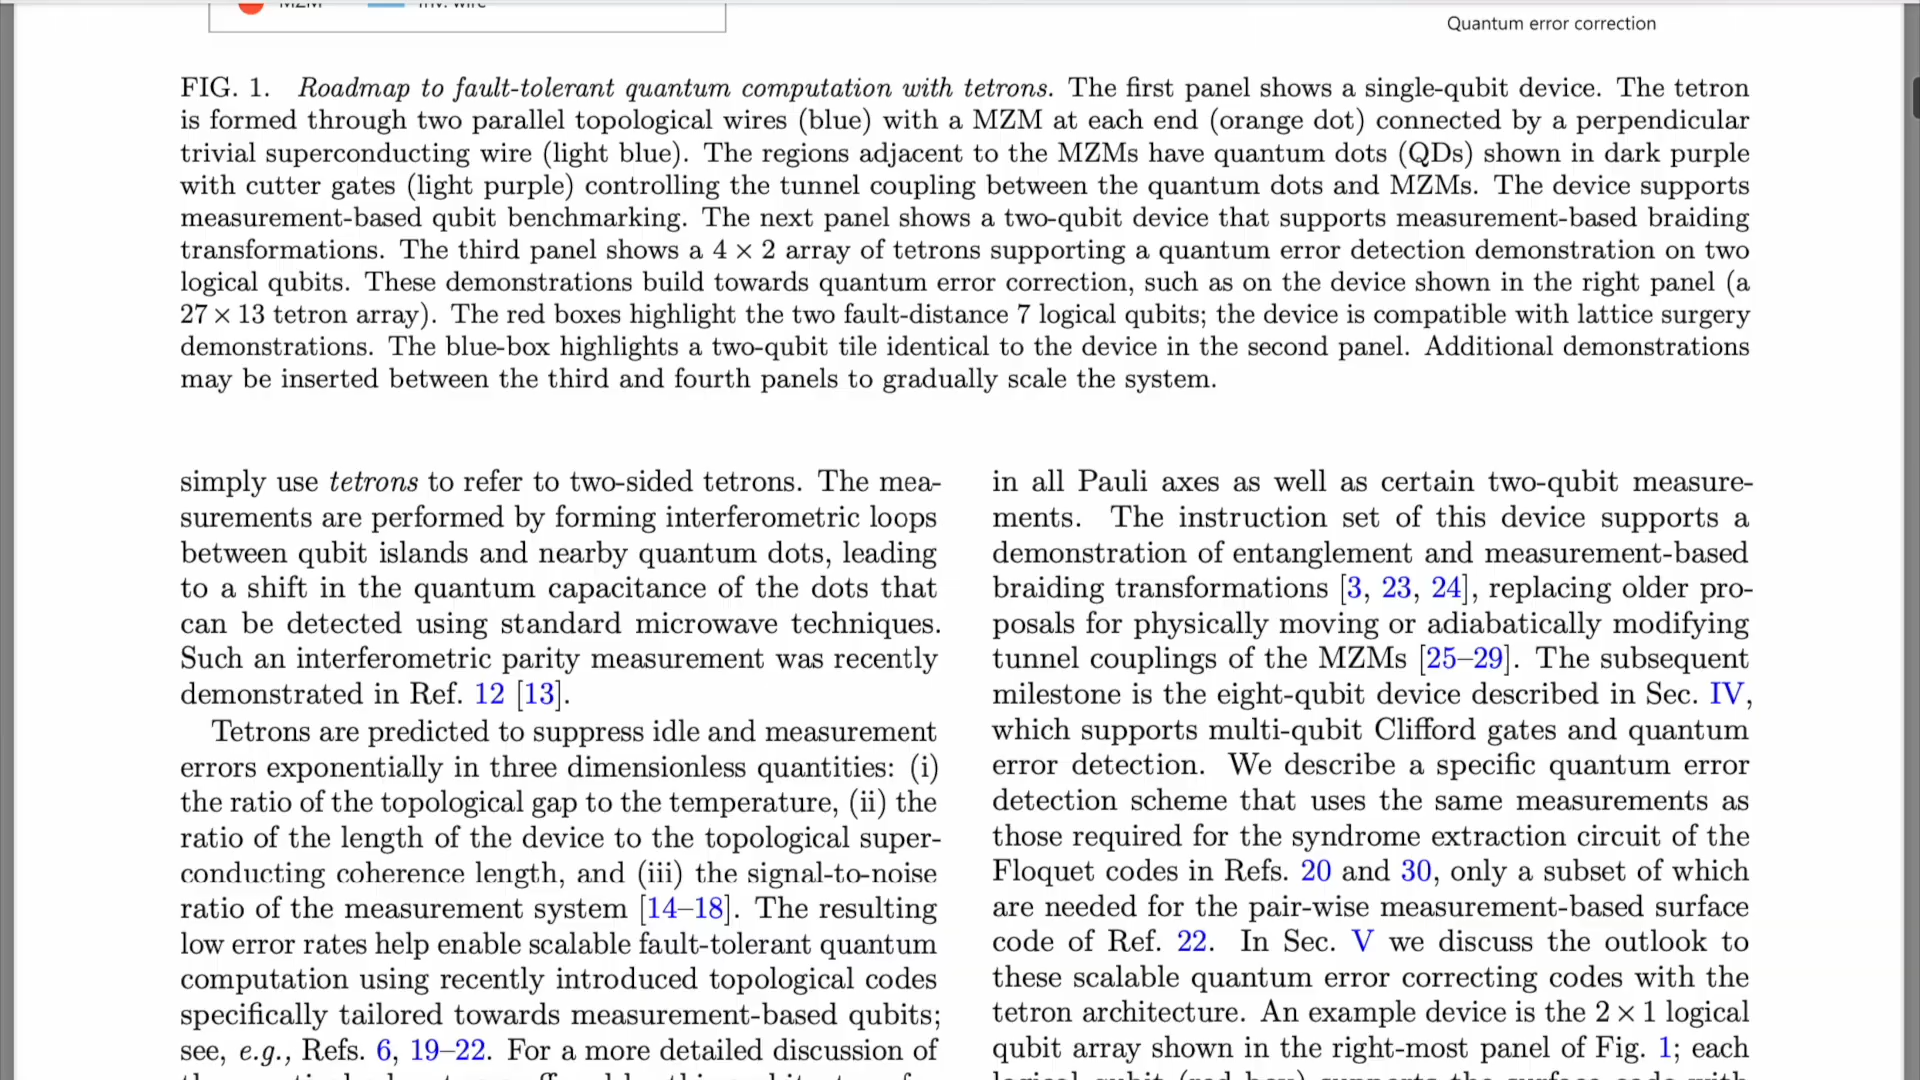 Quantum error correction
FIG. 1. Roadmap to fault-tolerant quantum computation with tetrons. The first panel shows a single-qubit device. The tetron
is formed through two parallel topological wires (blue) with a MZM at each end (orange dot) connected by a perpendicular
trivial superconducting wire (light blue). The regions adjacent to the MZMs have quantum dots (QDs) shown in dark purple
with cutter gates (light purple) controlling the tunnel coupling between the quantum dots and MZMs. The device supports
measurement-based qubit benchmarking. The next panel shows a two-qubit device that supports measurement-based braiding
transformations. The third panel shows a 4 × 2 array of tetrons supporting a quantum error detection demonstration on two
logical qubits. These demonstrations build towards quantum error correction, such as on the device shown in the right panel (a
27 × 13 tetron array). The red boxes highlight the two fault-distance 7 logical qubits; the device is compatible with lattice surgery
demonstrations. The blue-box highlights a two-qubit tile identical to the device in the second panel. Additional demonstrations
may be inserted between the third and fourth panels to gradually scale the system.
simply use tetrons to refer to two-sided tetrons. The mea-
surements are performed by forming interferometric loops
between qubit islands and nearby quantum dots, leading
to a shift in the quantum capacitance of the dots that
can be detected using standard microwave techniques.
Such an interferometric parity measurement was recently
demonstrated in Ref. 12 [13].
Tetrons are predicted to suppress idle and measurement
errors exponentially in three dimensionless quantities: (i)
the ratio of the topological gap to the temperature, (ii) the
ratio of the length of the device to the topological super-
conducting coherence length, and (iii) the signal-to-noise
ratio of the measurement system [14–18]. The resulting
low error rates help enable scalable fault-tolerant quantum
computation using recently introduced topological codes
specifically tailored towards measurement-based qubits;
see, e.g., Refs. 6, 19–22. For a more detailed discussion of
in all Pauli axes as well as certain two-qubit measure-
ments. The instruction set of this device supports a
demonstration of entanglement and measurement-based
braiding transformations [3, 23, 24], replacing older pro-
posals for physically moving or adiabatically modifying
tunnel couplings of the MZMs [25–29]. The subsequent
milestone is the eight-qubit device described in Sec. IV,
which supports multi-qubit Clifford gates and quantum
error detection. We describe a specific quantum error
detection scheme that uses the same measurements as
those required for the syndrome extraction circuit of the
Floquet codes in Refs. 20 and 30, only a subset of which
are needed for the pair-wise measurement-based surface
code of Ref. 22. In Sec. V we discuss the outlook to
these scalable quantum error correcting codes with the
tetron architecture. An example device is the 2 × 1 logical
qubit array shown in the right-most panel of Fig. 1; each